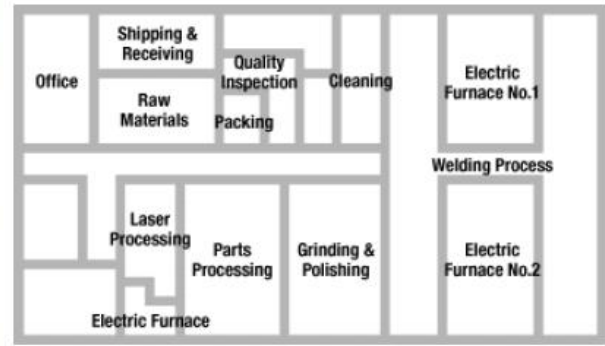 Office
Shipping &
Receiving
Raw
Materials
Quality
Inspection
Packing
Cleaning
Electric
Furnace No.1
Welding Process
Laser
Processing
Parts
Processing
Grinding &
Polishing
Electric
Furnace No.2
Electric Furnace